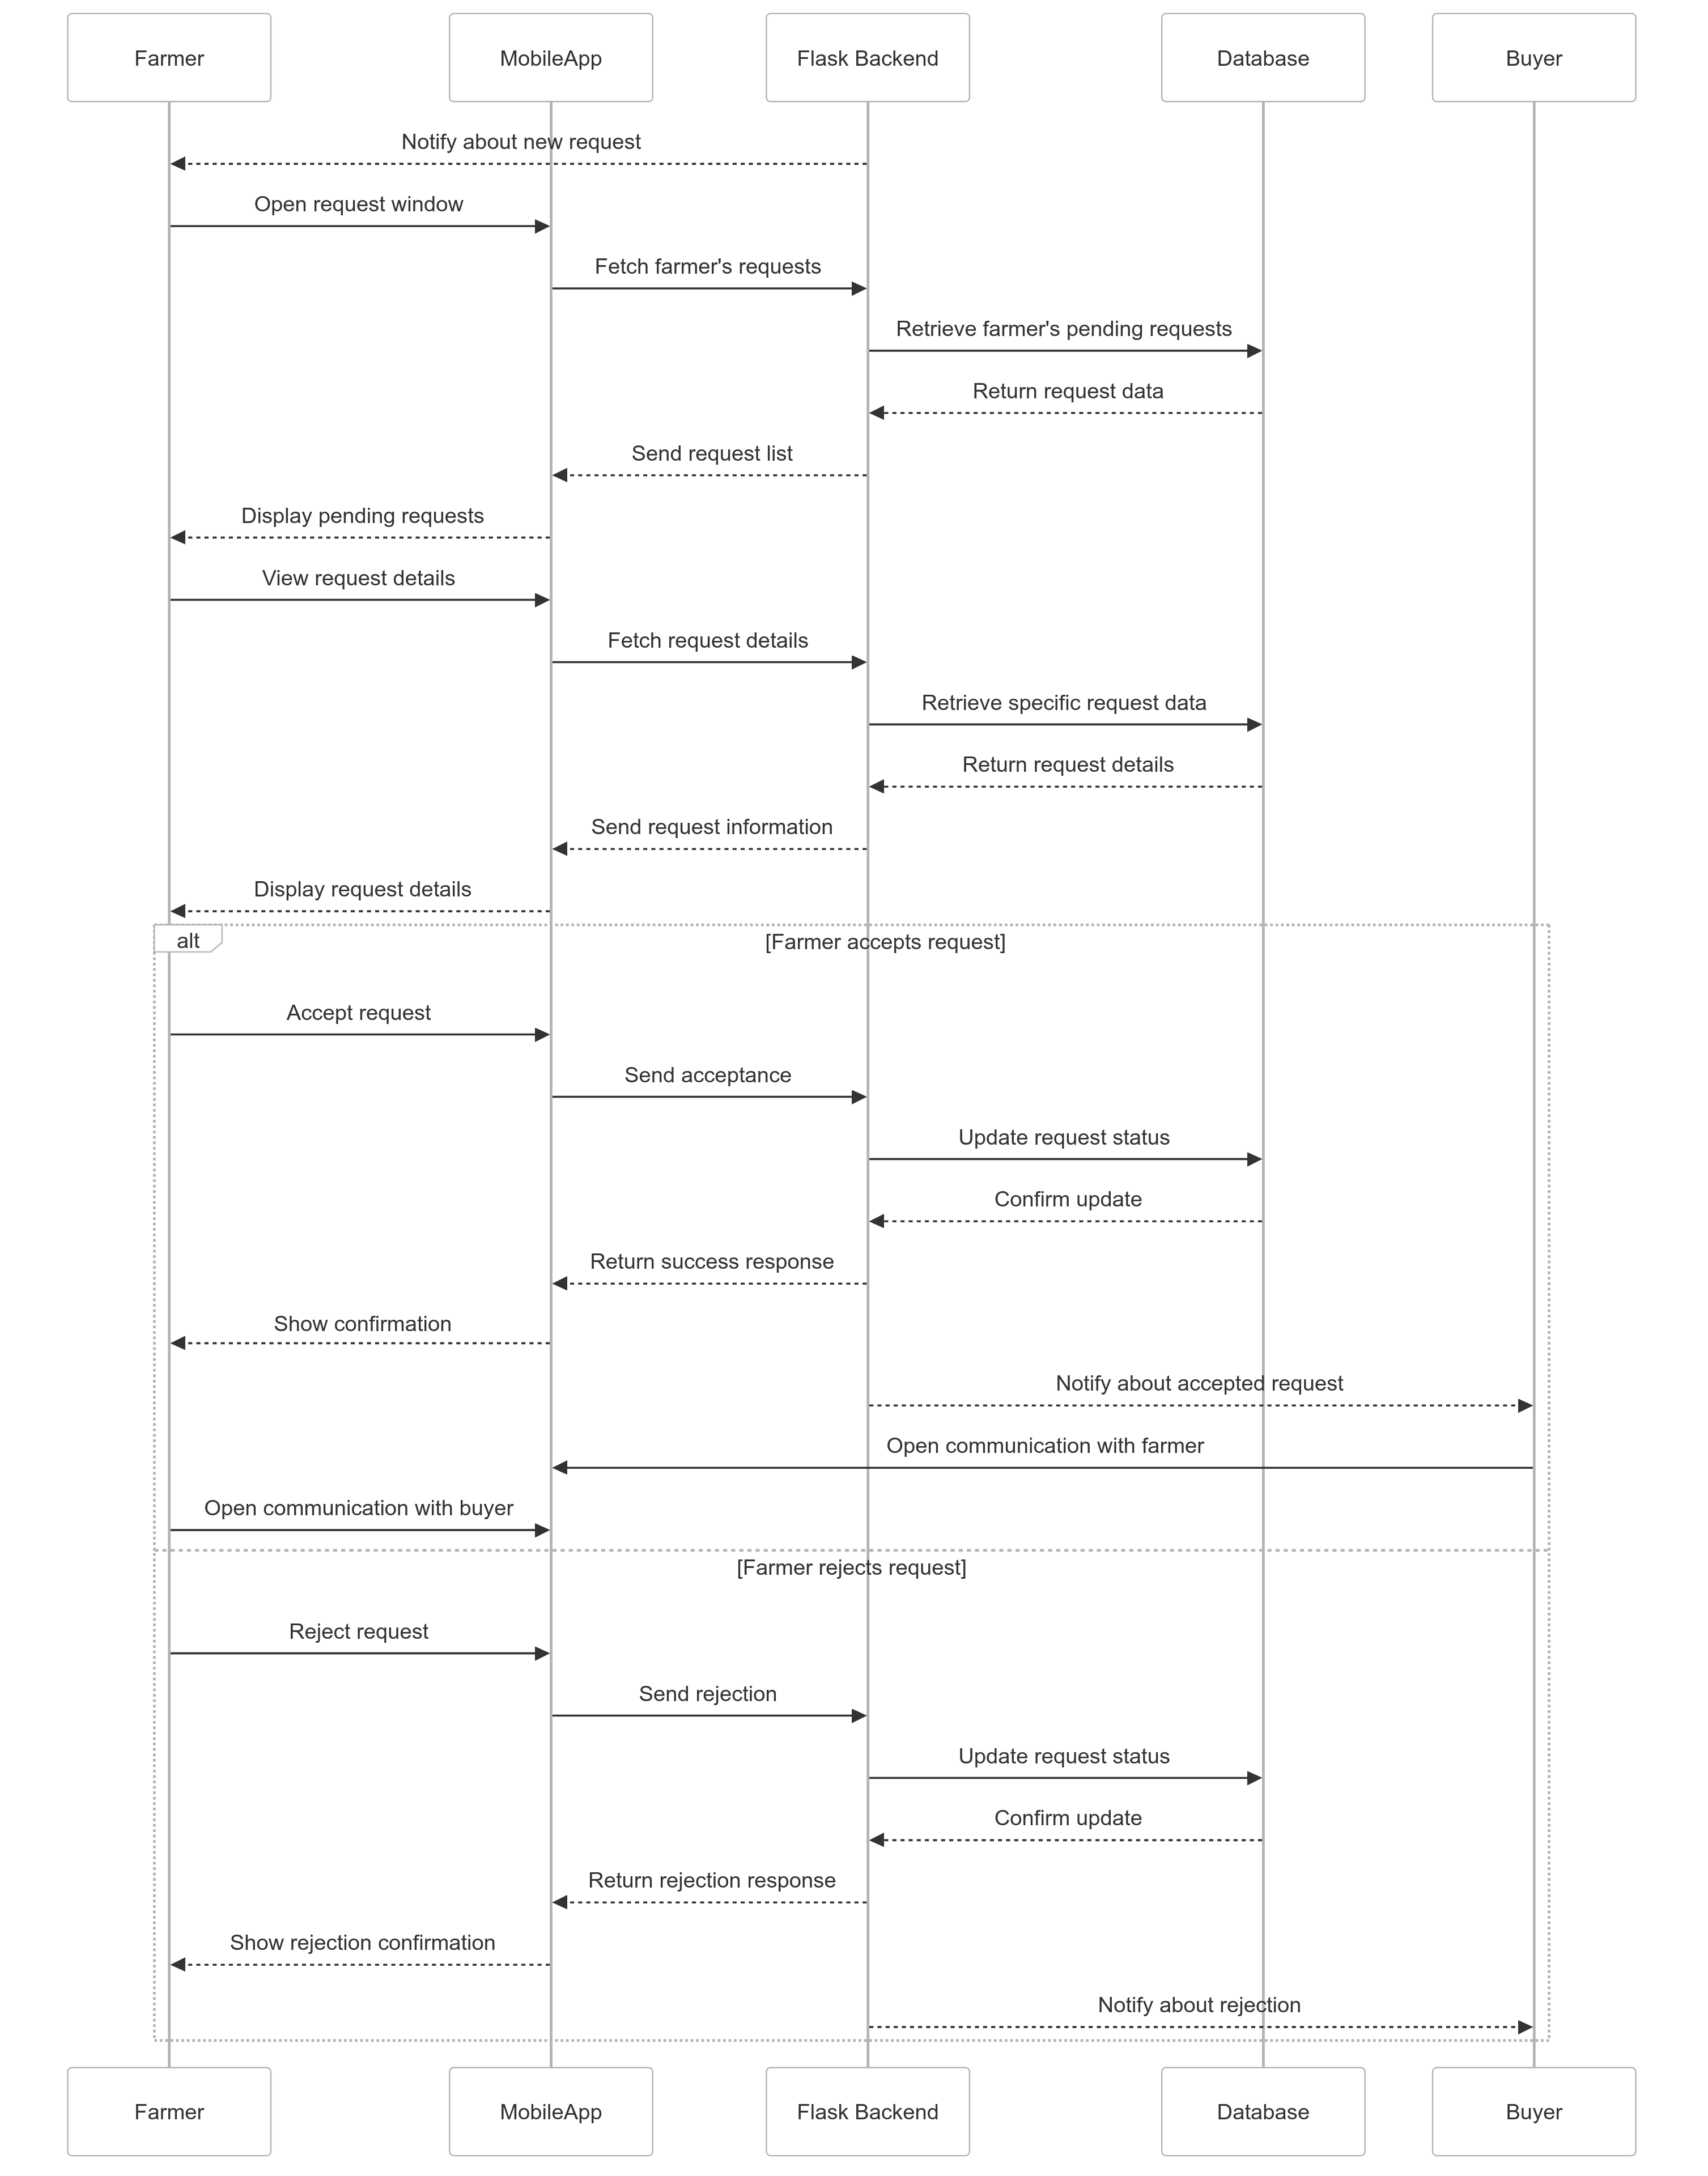 Farmer
MobileApp
Flask Backend
Database
Buyer
Notify about new request
Open request window
Fetch farmer's requests
Retrieve farmer's pending requests
Return request data
Send request list
Display pending requests
View request details
Fetch request details
Retrieve specific request data
Return request details
Send request information
Display request details
alt
[Farmer accepts request]
Accept request
Send acceptance
Update request status
Confirm update
Return success response
Show confirmation
Notify about accepted request
Open communication with farmer
Open communication with buyer
[Farmer rejects request]
Reject request
Send rejection
Update request status
Confirm update
Return rejection response
Show rejection confirmation
Notify about rejection
Farmer
MobileApp
Flask Backend
Database
Buyer